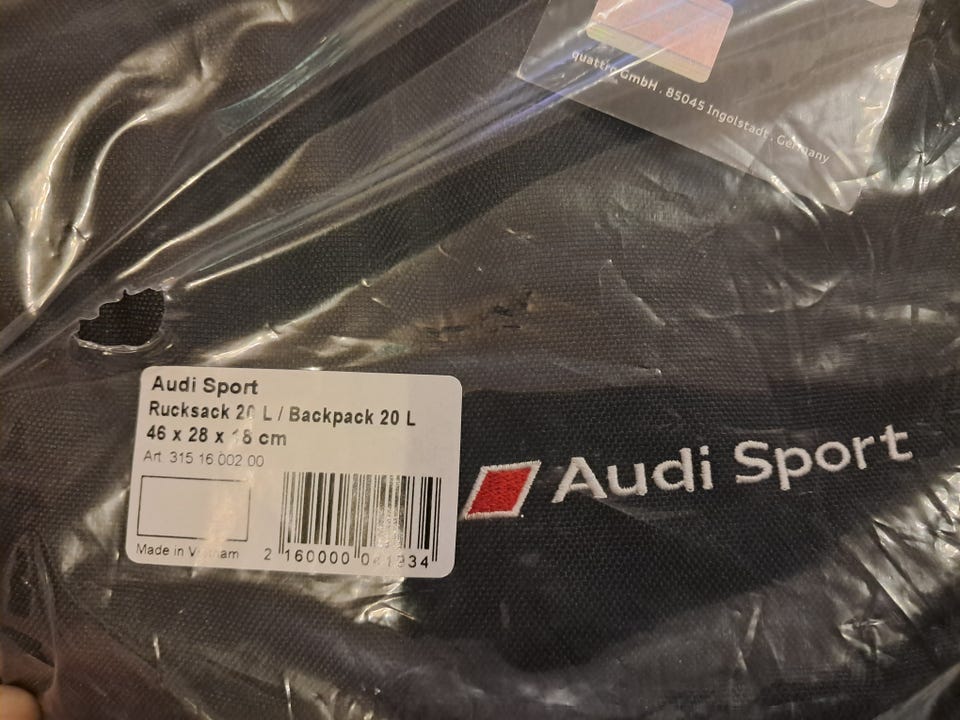 quattro GmbH . 85045 Ingolstadt . Germany
Audi Sport
Rucksack 20 L / Backpack 20 L
46 x 28 x 18 cm
Art. 315 16 002 00
Made in Vietnam
2 160000 041934
Audi Sport